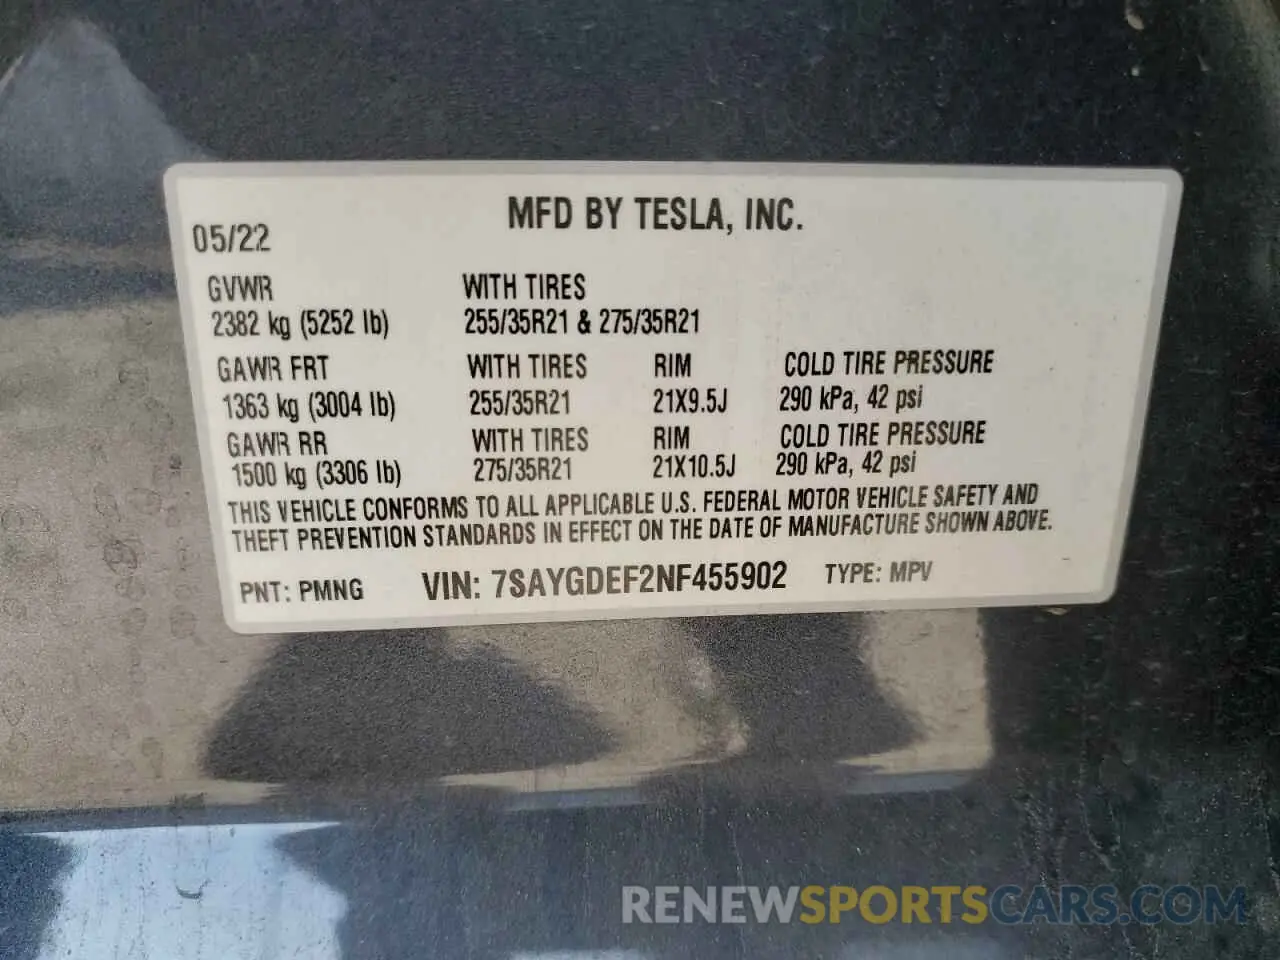 MFD BY TESLA, INC.
05/22
GVWR WITH TIRES
2382 kg (5252 lb) 255/35R21 & 275/35R21
GAWR FRT WITH TIRES RIM COLD TIRE PRESSURE
1363 kg (3004 lb) 255/35R21 21X9.5J 290 kPa, 42 psi
GAWR RR WITH TIRES RIM COLD TIRE PRESSURE
1500 kg (3306 lb) 275/35R21 21X10.5J 290 kPa, 42 psi
THIS VEHICLE CONFORMS TO ALL APPLICABLE U.S. FEDERAL MOTOR VEHICLE SAFETY AND
THEFT PREVENTION STANDARDS IN EFFECT ON THE DATE OF MANUFACTURE SHOWN ABOVE.
PNT: PMNG VIN: 7SAYGDEF2NF455902 TYPE: MPV
RENEWSPORTSCARS.COM